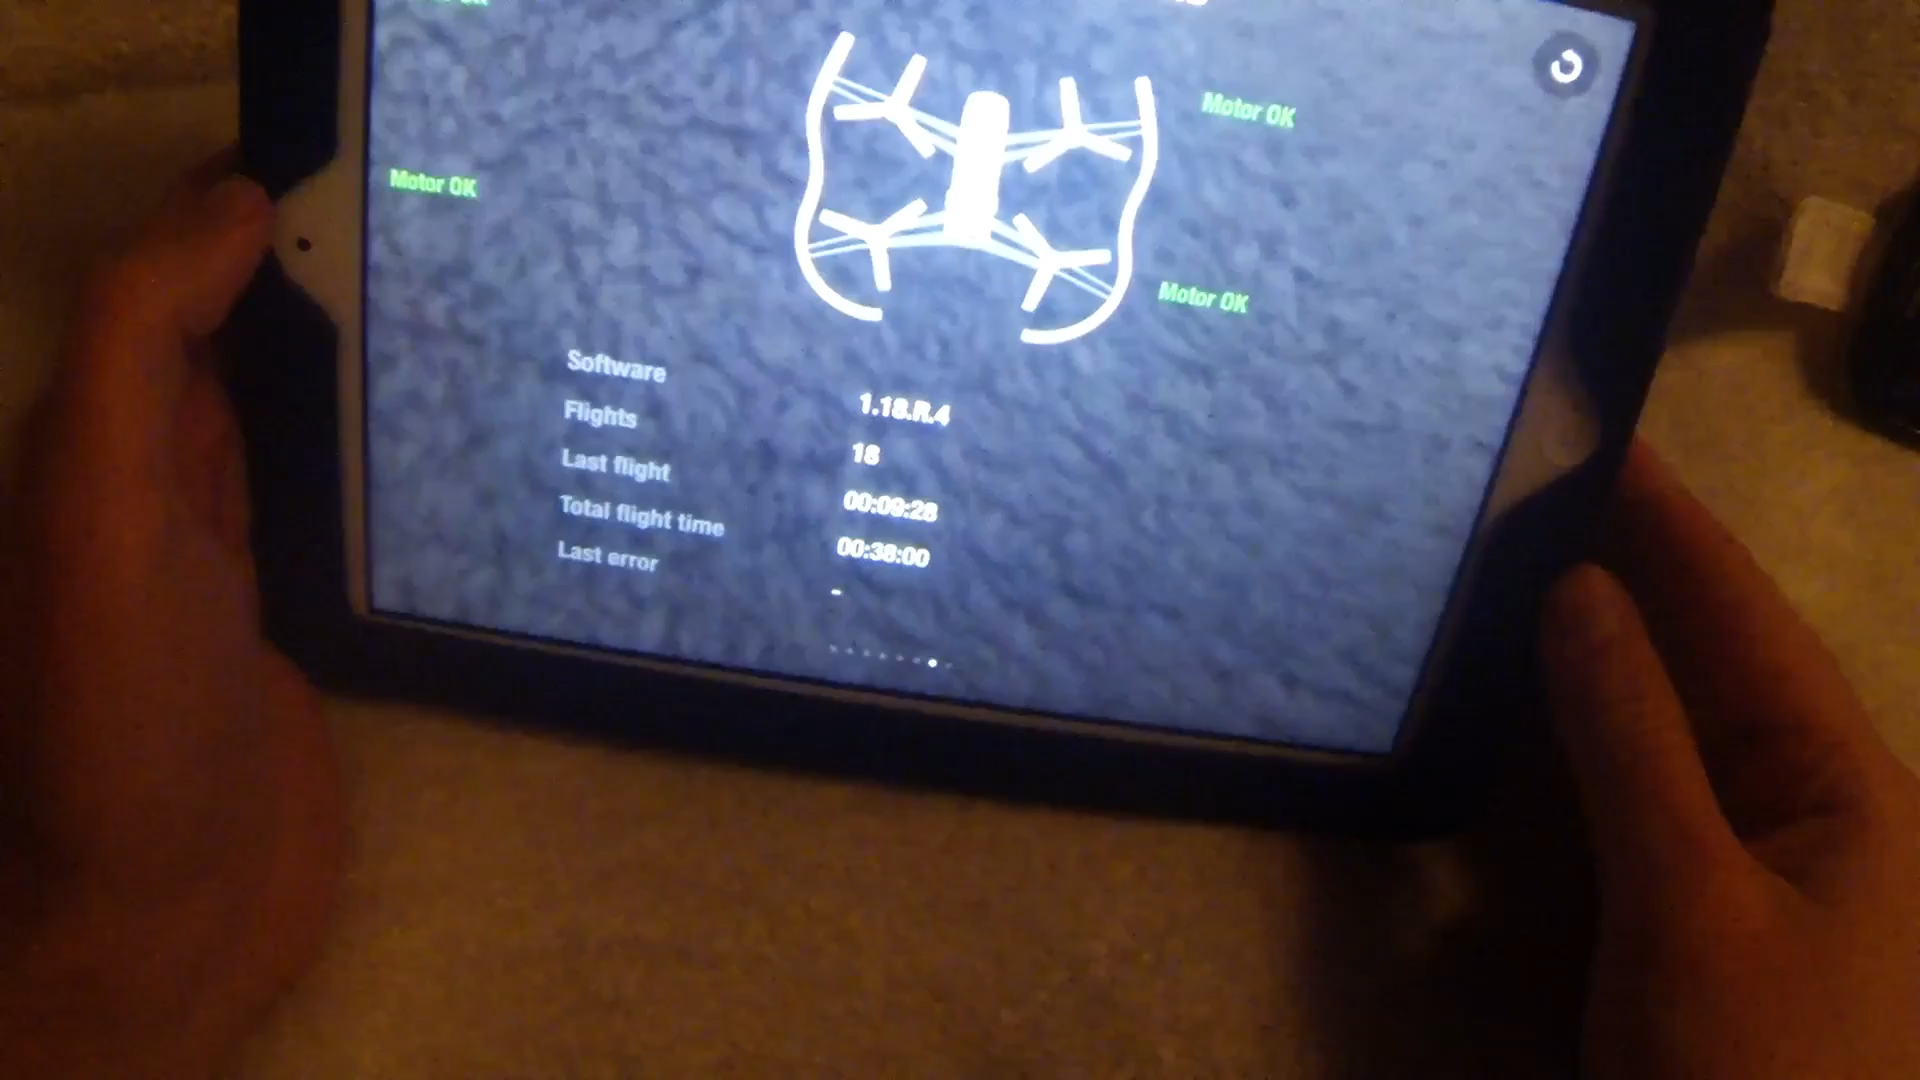 OK
Motor OK
Motor OK
Motor OK
Software 1.18.R.4
Flights 18
Last flight 00:09:28
Total flight time 00:38:00
Last error -